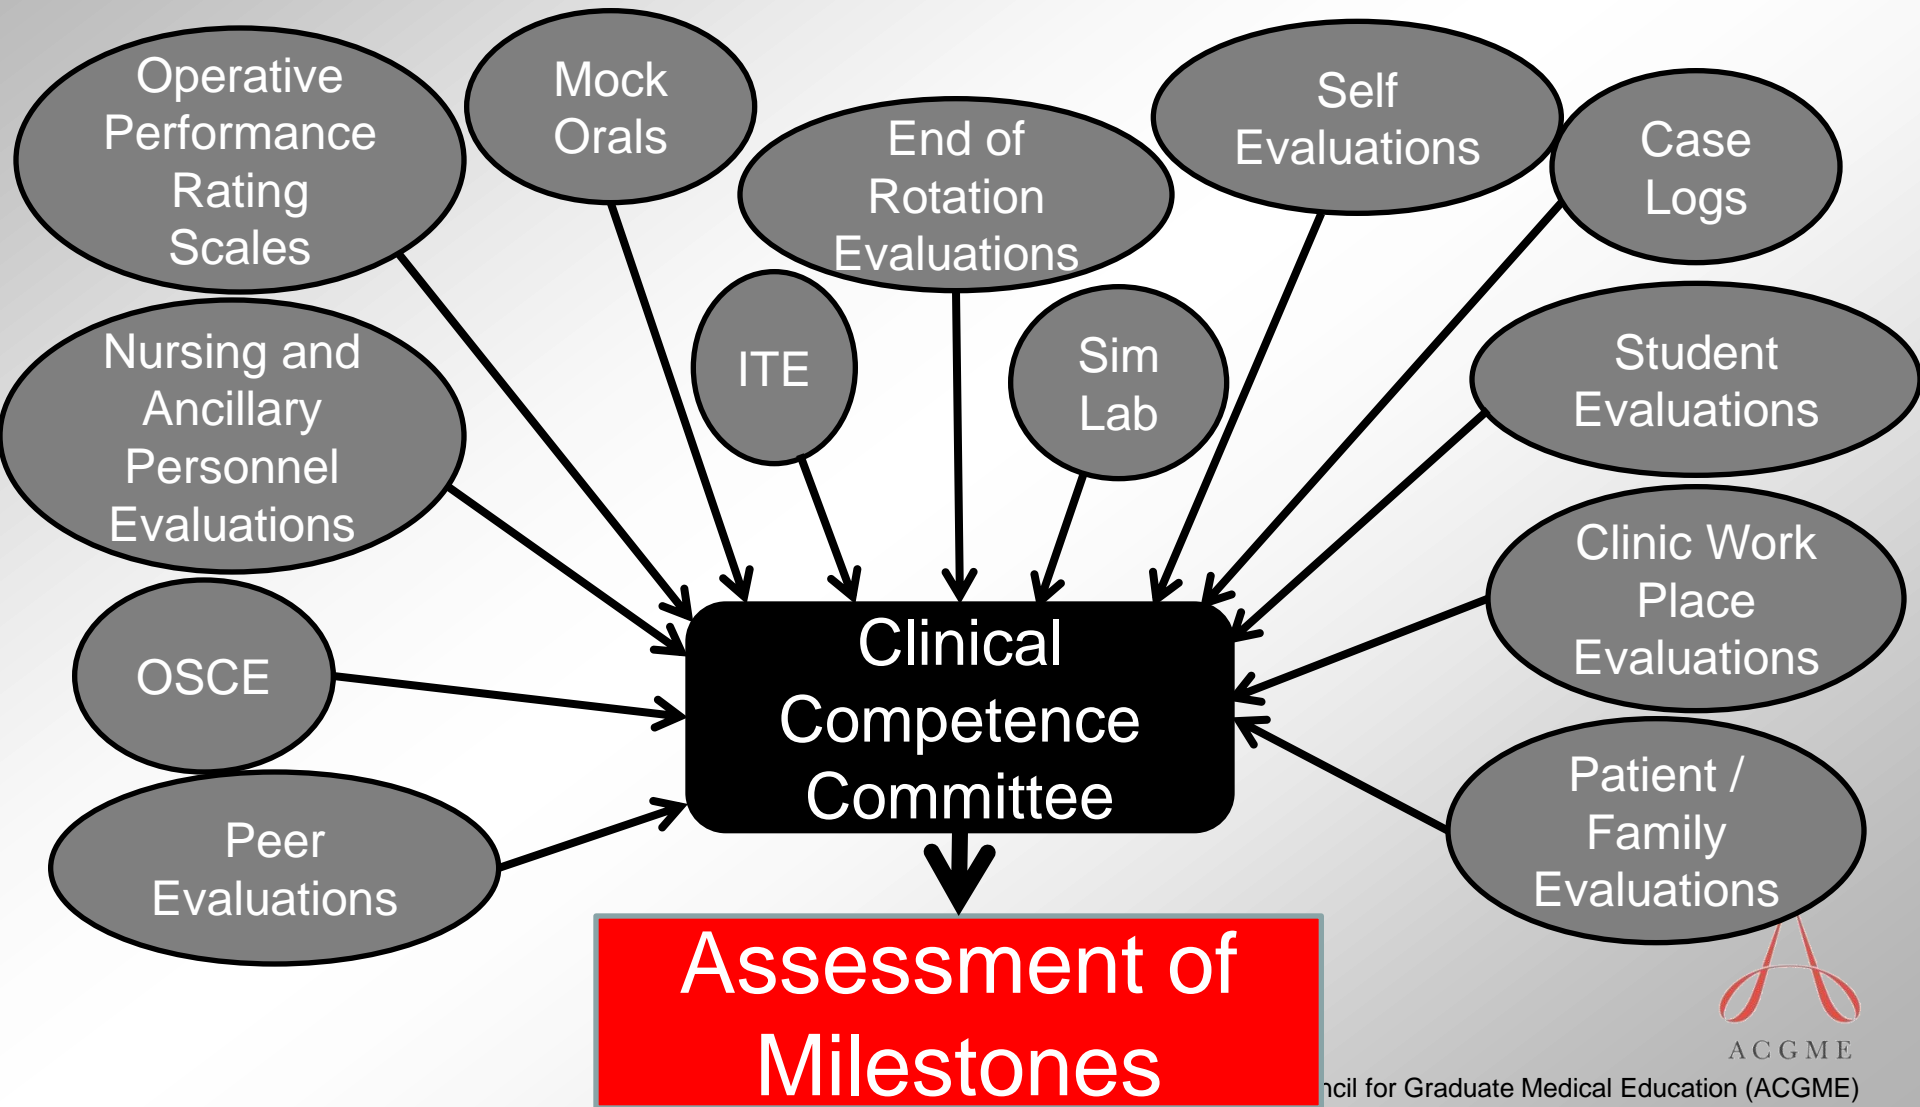 Operative
Performance
Rating
Scales
Mock
Orals
End of
Rotation
Evaluations
Self
Evaluations
Case
Logs
Nursing and
Ancillary
Personnel
Evaluations
ITE
Sim
Lab
Student
Evaluations
OSCE
Clinical
Competence
Committee
Clinic Work
Place
Evaluations
Peer
Evaluations
Patient /
Family
Evaluations
Assessment of
Milestones
ACGME
for Graduate Medical Education (ACGME)